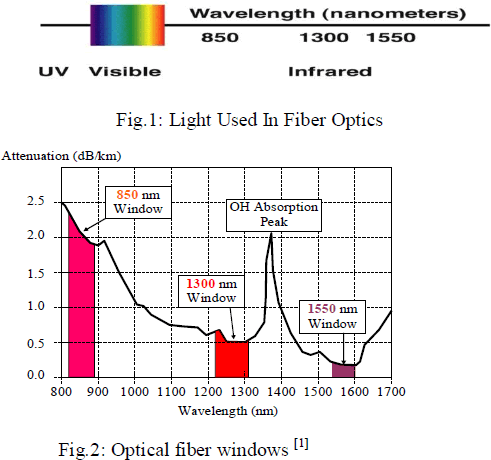 Wavelength (nanometers)
850 1300 1550
UV Visible Infrared
Fig.1: Light Used In Fiber Optics
Attenuation (dB/km)
2.5
2.0
1.5
1.0
0.5
0.0
850 nm
Window
OH Absorption
Peak
1300 nm
Window
1550 nm
Window
800 900 1000 1100 1200 1300 1400 1500 1600 1700
Wavelength (nm)
Fig.2: Optical fiber windows [1]